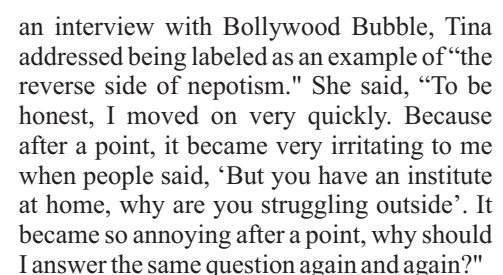 an interview with Bollywood Bubble, Tina
addressed being labeled as an example of “the
reverse side of nepotism." She said, “To be
honest, I moved on very quickly. Because
after a point, it became very irritating to me
when people said, ‘But you have an institute
at home, why are you struggling outside’. It
became so annoying after a point, why should
I answer the same question again and again?"